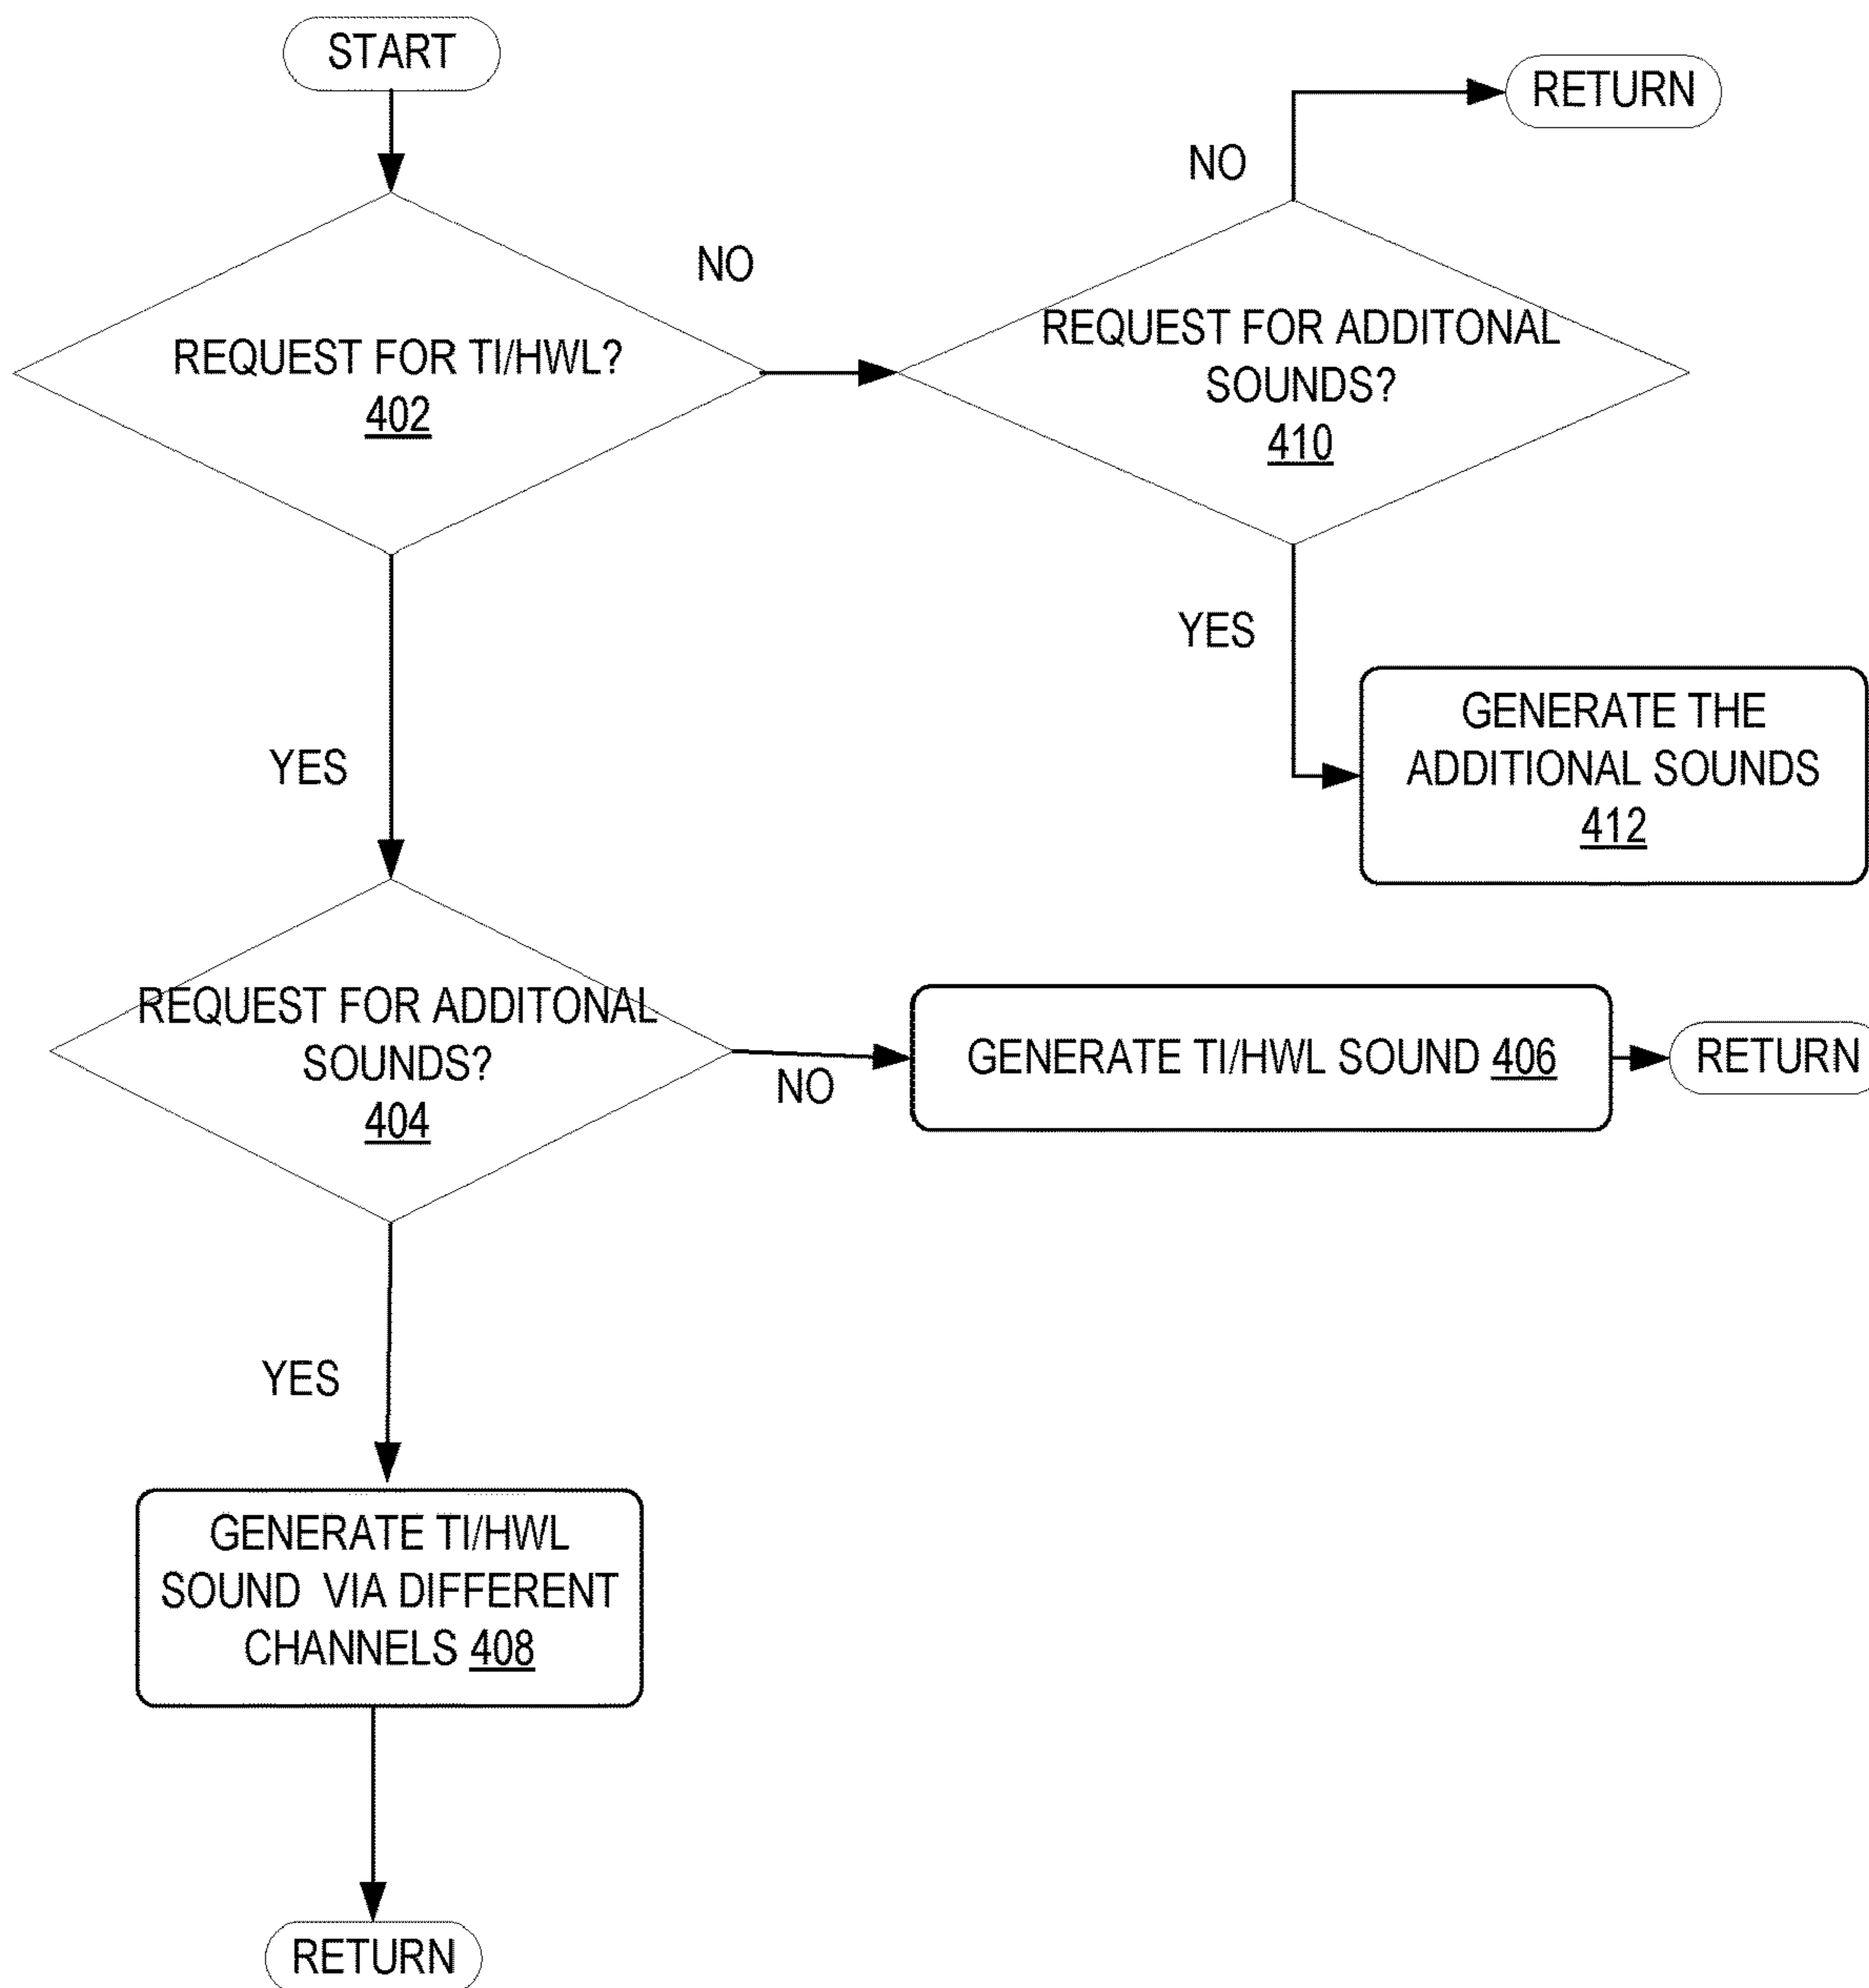 START
RETURN
NO
NO
REQUEST FOR TI/HWL?
402
REQUEST FOR ADDITONAL
SOUNDS?
410
YES
GENERATE THE
ADDITIONAL SOUNDS
412
YES
REQUEST FOR ADDITONAL
SOUNDS?
404
NO
GENERATE TI/HWL SOUND 406
RETURN
YES
GENERATE TI/HWL
SOUND VIA DIFFERENT
CHANNELS 408
RETURN